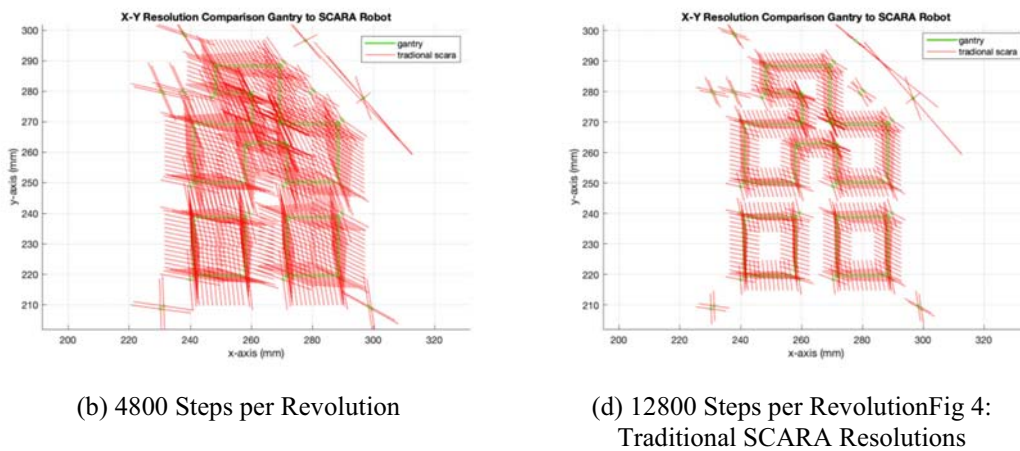 X-Y Resolution Comparison Gantry to SCARA Robot
300
290
280
270
260
250
240
230
220
210
y-axis (mm)
200
220
240
260
280
300
320
x-axis (mm)
gantry
tradional scara
(b) 4800 Steps per Revolution
X-Y Resolution Comparison Gantry to SCARA Robot
300
290
280
270
260
250
240
230
220
210
y-axis (mm)
200
220
240
260
280
300
320
x-axis (mm)
gantry
tradional scara
(d) 12800 Steps per RevolutionFig 4:
Traditional SCARA Resolutions